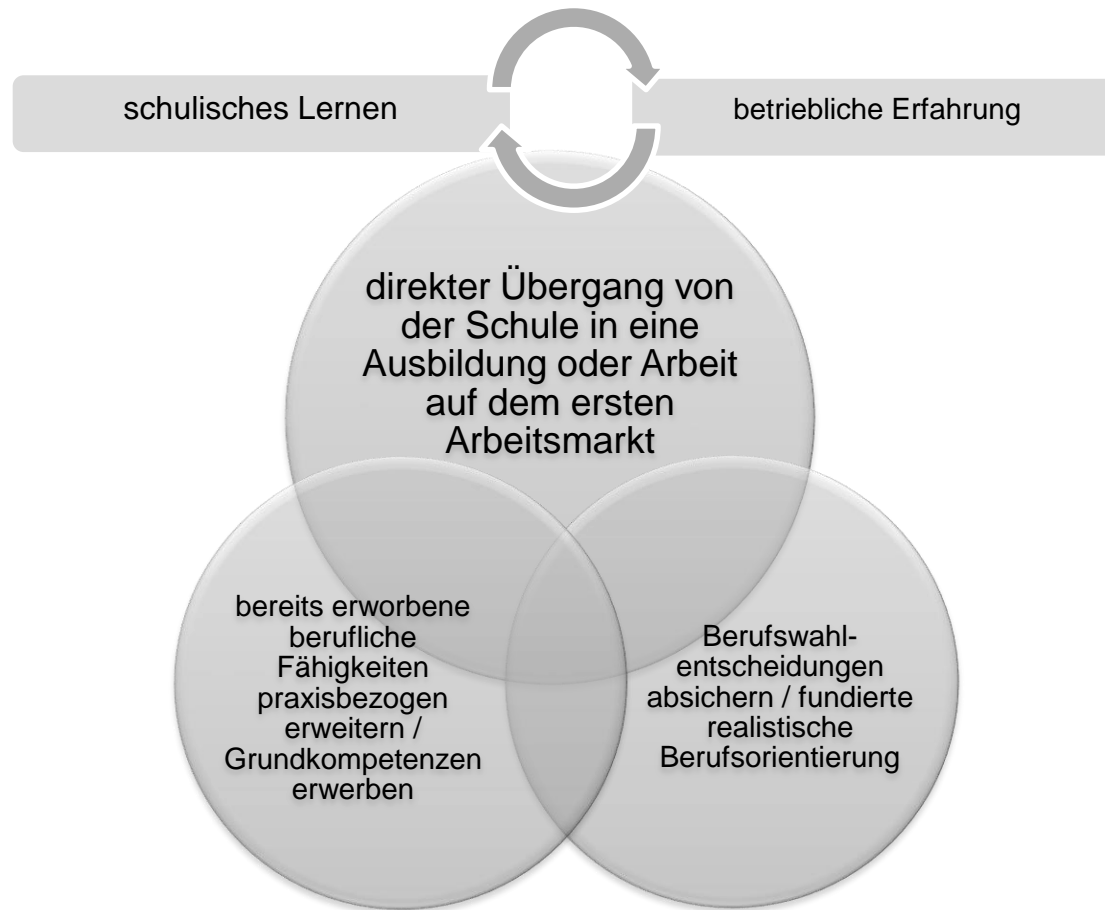 schulisches Lernen
betriebliche Erfahrung
direkter Übergang von
der Schule in eine
Ausbildung oder Arbeit
auf dem ersten
Arbeitsmarkt
bereits erworbene
berufliche
Fähigkeiten
praxisbezogen
erweitern /
Grundkompetenzen
erwerben
Berufswahl-
entscheidungen
absichern / fundierte
realistische
Berufsorientierung